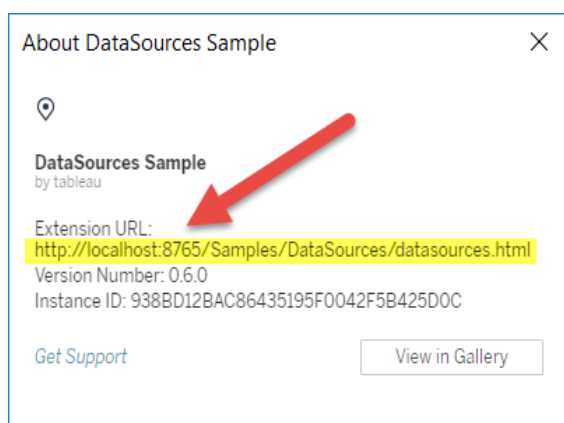 About DataSources Sample
DataSources Sample
by tableau
Extension URL:
http://localhost:8765/Samples/DataSources/datasources.html
Version Number: 0.6.0
Instance ID: 938BD12BAC86435195F0042F5B425D0C
Get Support
View in Gallery